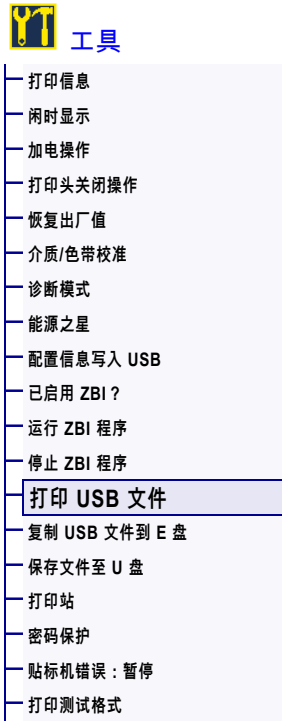 工具
打印信息
闲时显示
加电操作
打印头关闭操作
恢复出厂值
介质/色带校准
诊断模式
能源之星
配置信息写入 USB
已启用 ZBI？
运行 ZBI 程序
停止 ZBI 程序
打印 USB 文件
复制 USB 文件到 E 盘
保存文件至 U 盘
打印站
密码保护
贴标机错误：暂停
打印测试格式